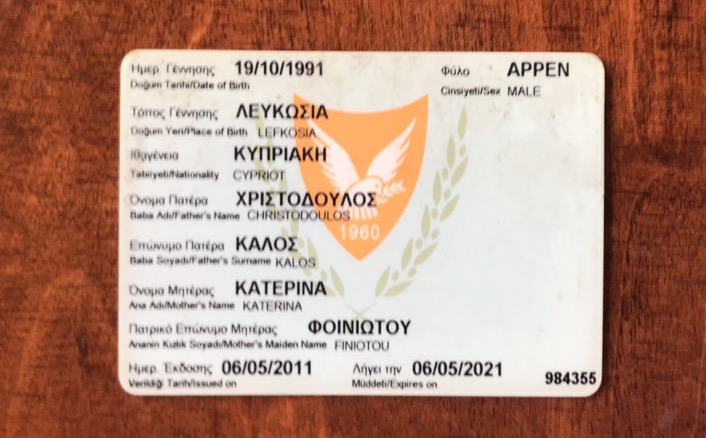 Ημερ. Γέννησης 19/10/1991 Φύλο ΑΡΡΕΝ
Doğum Tarihi/Date of Birth Cinsiyeti/Sex MALE
Τόπος Γέννησης ΛΕΥΚΩΣΙΑ
Doğum Yeri/Place of Birth LEFKOSIA
Ιθαγένεια ΚΥΠΡΙΑΚΗ
Tabiiyeti/Nationality CYPRIOT
Όνομα Πατέρα ΧΡΙΣΤΟΔΟΥΛΟΣ
Baba Adı/Father's Name CHRISTODOULOS
1960
Επώνυμο Πατέρα ΚΑΛΟΣ
Baba Soyadı/Father's Surname KALOS
Όνομα Μητέρας ΚΑΤΕΡΙΝΑ
Ana Adı/Mother's Name KATERINA
Πατρικό Επώνυμο Μητέρας ΦΟΙΝΙΩΤΟΥ
Ananın Kızlık Soyadı/Mother's Maiden Name FINIOTOU
Ημερ. Έκδοσης 06/05/2011 Λήγει την 06/05/2021
Verildiği Tarih/Issued on Müddeti/Expires on 984355